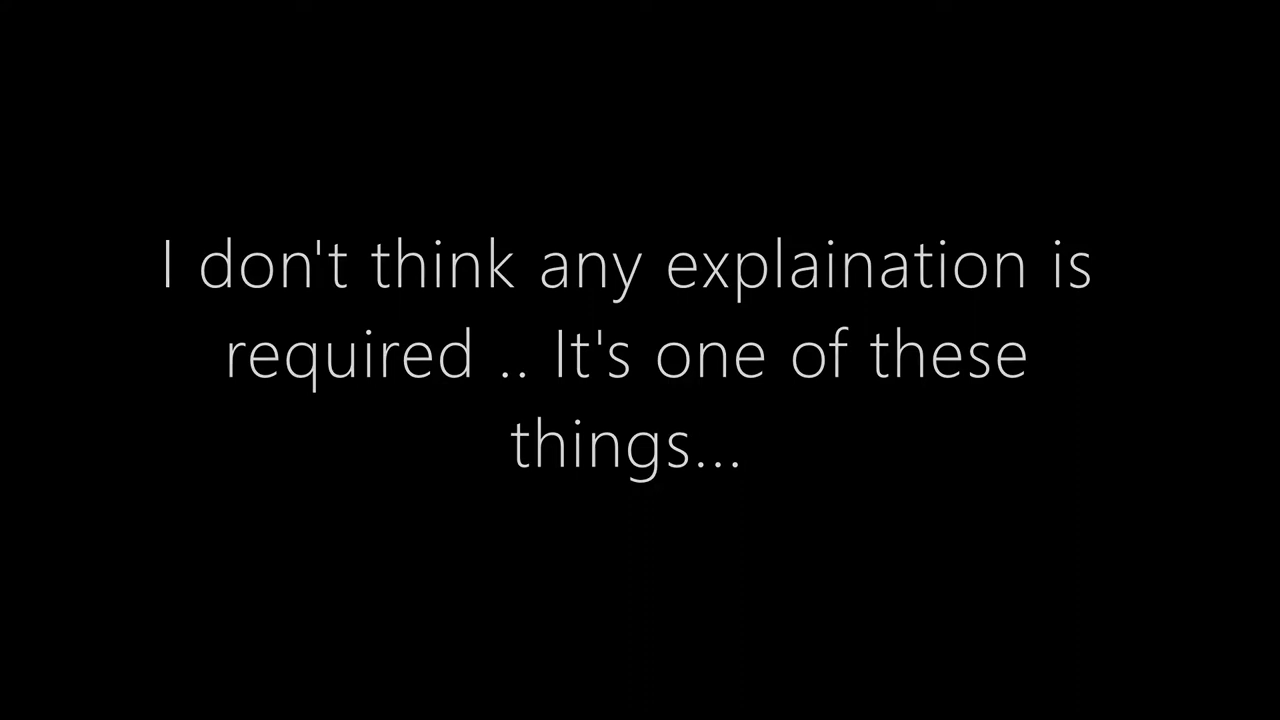 I don't think any explaination is
required .. It's one of these
things...